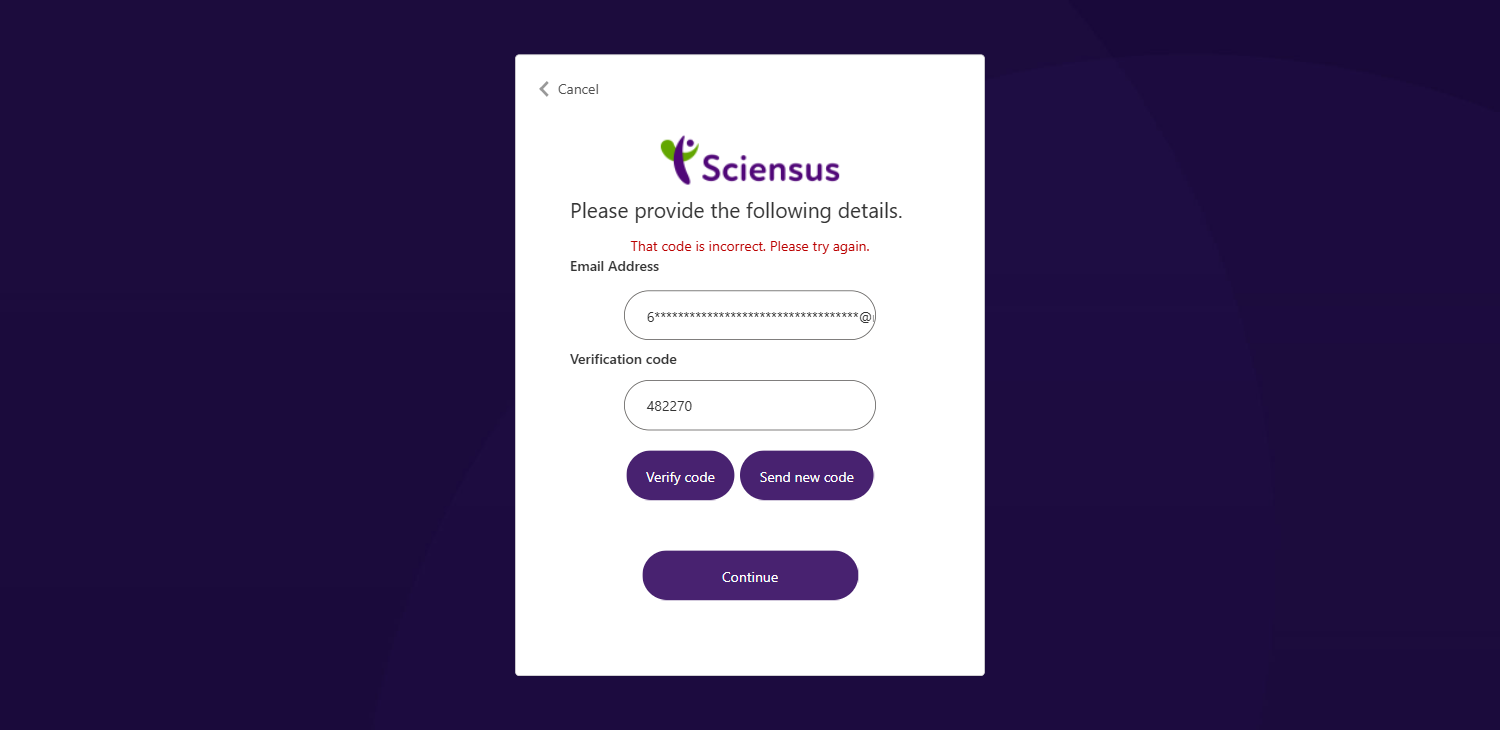 Cancel
Sciensus
Please provide the following details.
That code is incorrect. Please try again.
Email Address
6***********************************@
Verification code
482270
Verify code
Send new code
Continue